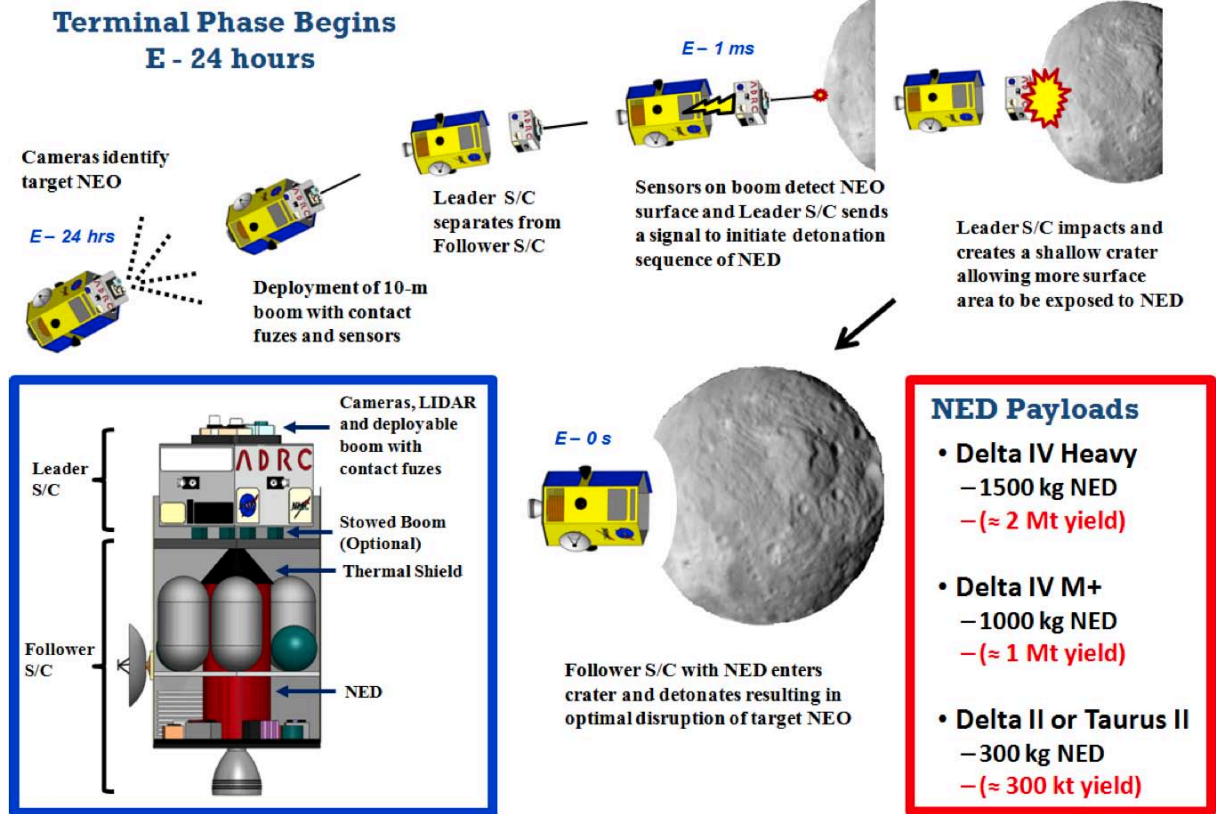 Terminal Phase Begins
E - 24 hours
Cameras identify
target NEO
E – 24 hrs
Deployment of 10-m
boom with contact
fuzes and sensors
Leader S/C
separates from
Follower S/C
E – 1 ms
Sensors on boom detect NEO
surface and Leader S/C sends
a signal to initiate detonation
sequence of NED
Leader S/C impacts and
creates a shallow crater
allowing more surface
area to be exposed to NED
E – 0 s
Follower S/C with NED enters
crater and detonates resulting in
optimal disruption of target NEO
Leader
S/C
Follower
S/C
ADRC
Cameras, LIDAR
and deployable
boom with
contact fuzes
Stowed Boom
(Optional)
Thermal Shield
NED
NED Payloads
• Delta IV Heavy
–1500 kg NED
–(≈ 2 Mt yield)
• Delta IV M+
–1000 kg NED
–(≈ 1 Mt yield)
• Delta II or Taurus II
–300 kg NED
–(≈ 300 kt yield)